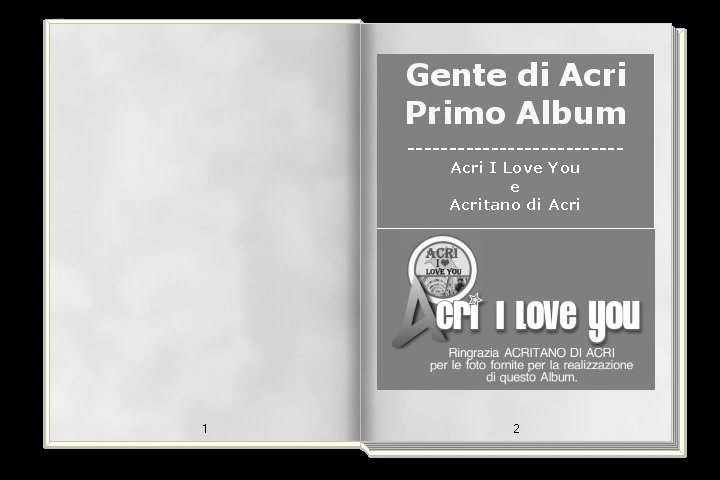 Gente di Acri
Primo Album
--------------------------
Acri I Love You
e
Acritano di Acri
ACRI
I ♥
LOVE YOU
Acri I LOVE YOU
Ringrazia ACRITANO DI ACRI
per le foto fornite per la realizzazione
di questo Album.
1
2